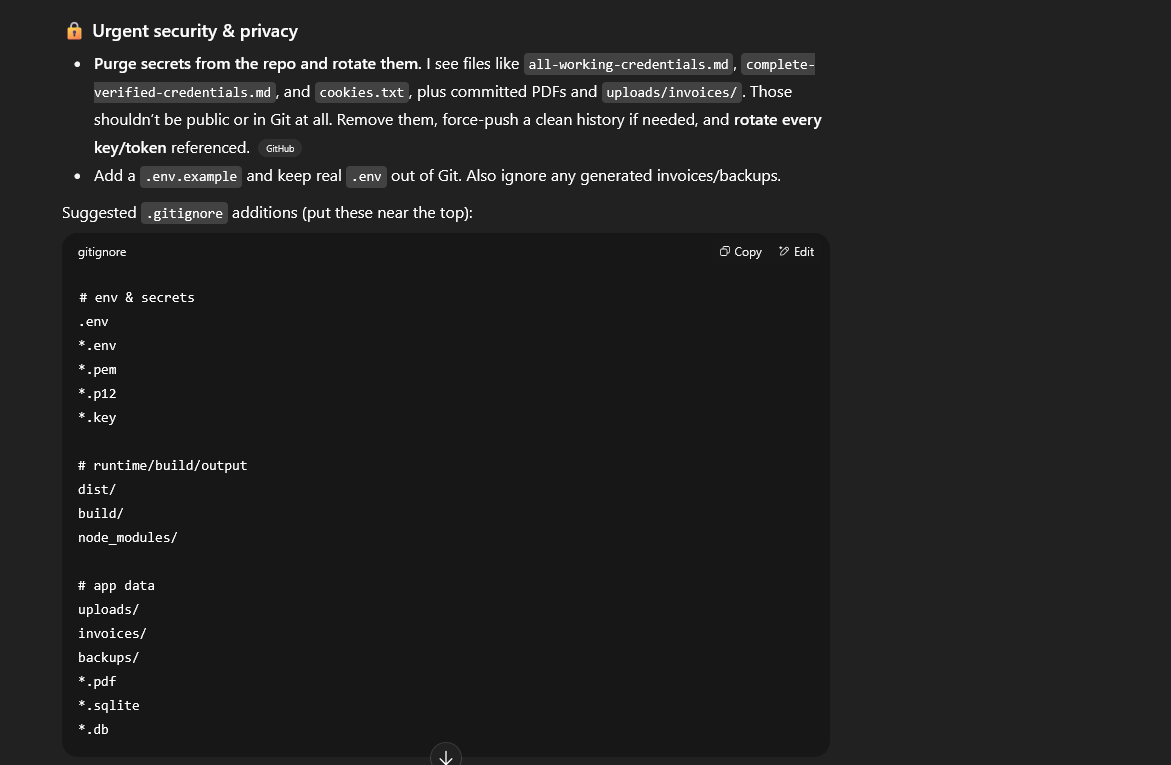 🔒 Urgent security & privacy
• Purge secrets from the repo and rotate them. I see files like all-working-credentials.md, complete-
verified-credentials.md, and cookies.txt, plus committed PDFs and uploads/invoices/. Those
shouldn't be public or in Git at all. Remove them, force-push a clean history if needed, and rotate every
key/token referenced. GitHub
• Add a .env.example and keep real .env out of Git. Also ignore any generated invoices/backups.
Suggested .gitignore additions (put these near the top):
gitignore Copy Edit
# env & secrets
.env
*.env
*.pem
*.p12
*.key
# runtime/build/output
dist/
build/
node_modules/
# app data
uploads/
invoices/
backups/
*.pdf
*.sqlite
*.db